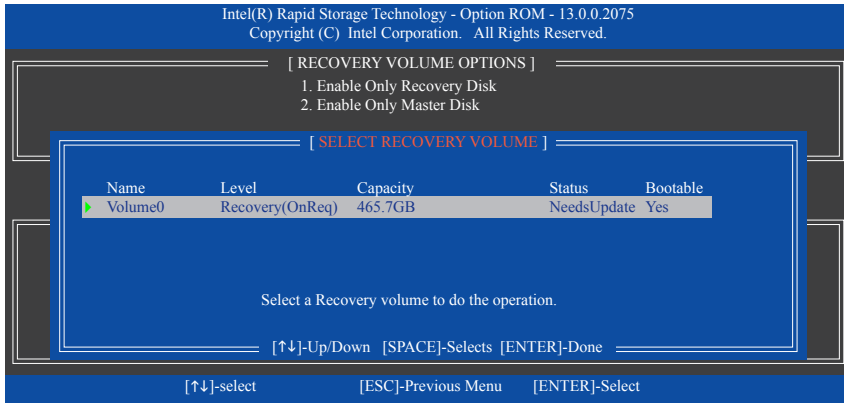 Intel(R) Rapid Storage Technology - Option ROM - 13.0.0.2075
Copyright (C) Intel Corporation. All Rights Reserved.
[ RECOVERY VOLUME OPTIONS ]
1. Enable Only Recovery Disk
2. Enable Only Master Disk
[ SELECT RECOVERY VOLUME ]
Name Level Capacity Status Bootable
Volume0 Recovery(OnReq) 465.7GB NeedsUpdate Yes
Select a Recovery volume to do the operation.
[↑↓]-Up/Down [SPACE]-Selects [ENTER]-Done
[↑↓]-select [ESC]-Previous Menu [ENTER]-Select